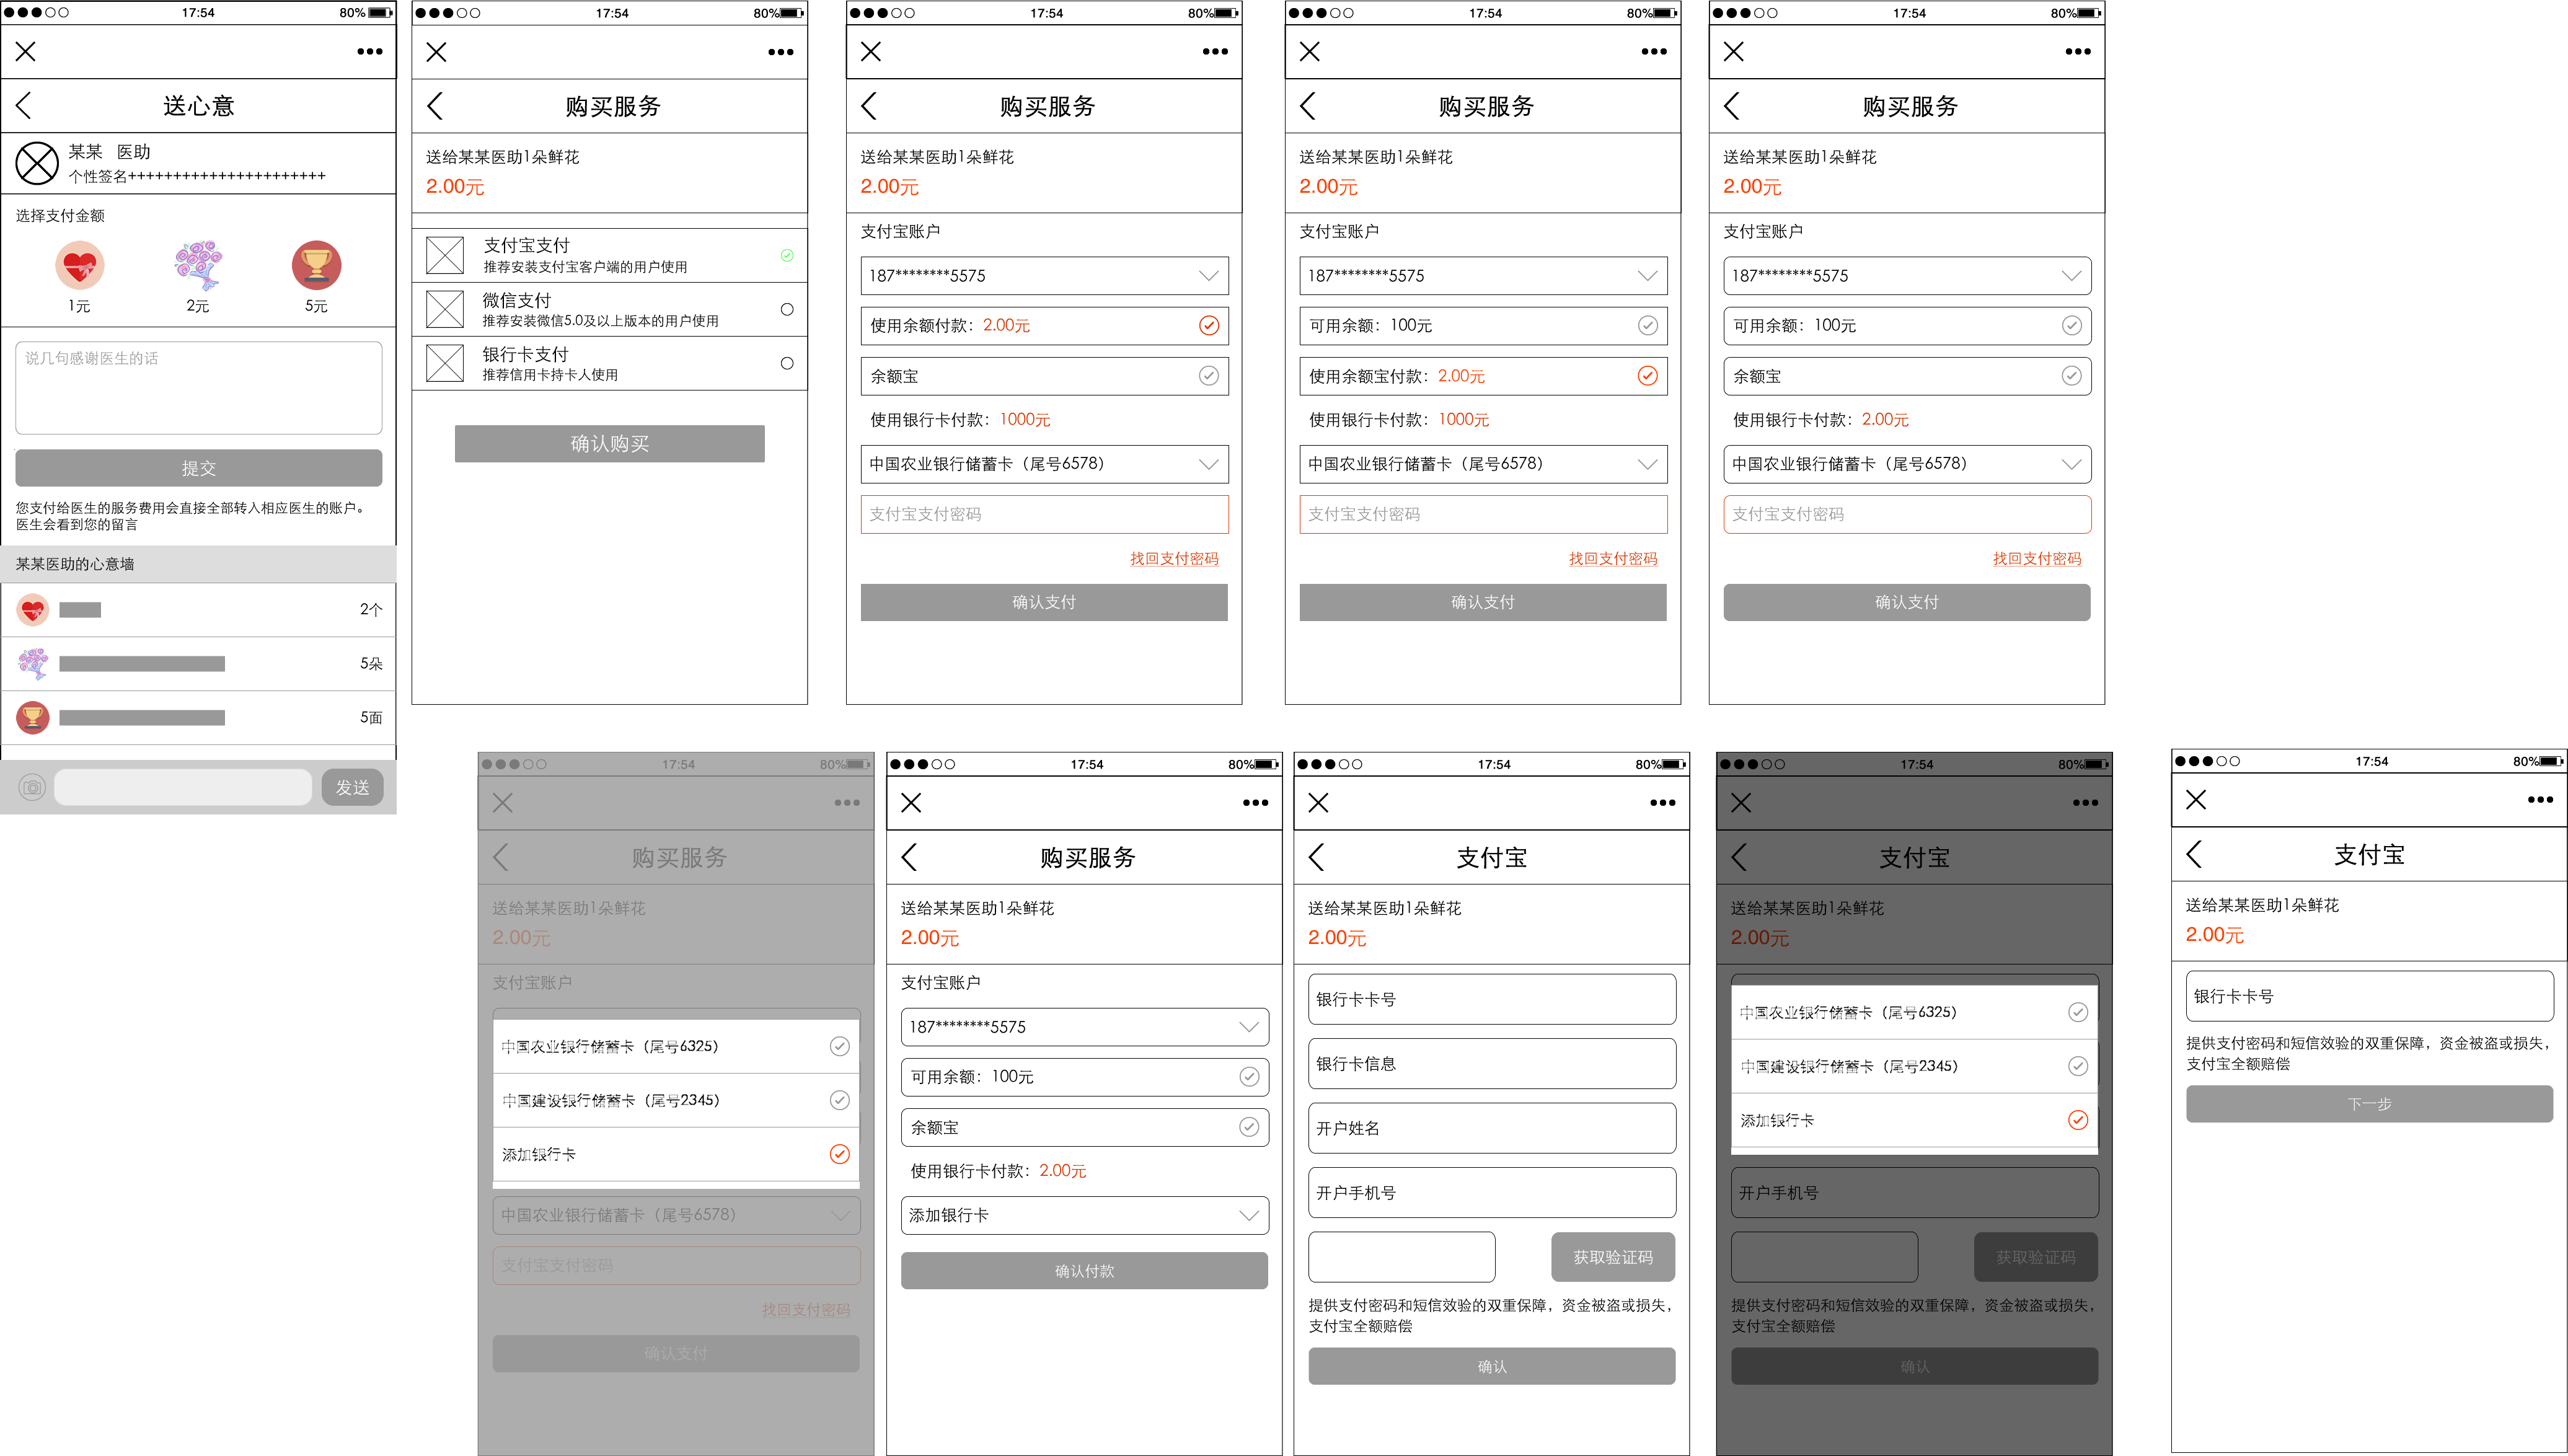 17:54
80%
送心意
某某 医助
个性签名++++++++++++++++++++++
选择支付金额
1元
2元
5元
说几句感谢医生的话
提交
您支付给医生的服务费用会直接全部转入相应医生的账户。
医生会看到您的留言
某某医助的心意墙
2个
5朵
5面
发送
17:54
80%
购买服务
送给某某医助1朵鲜花
2.00元
支付宝支付
推荐安装支付宝客户端的用户使用
微信支付
推荐安装微信5.0及以上版本的用户使用
银行卡支付
推荐信用卡持卡人使用
确认购买
17:54
80%
购买服务
送给某某医助1朵鲜花
2.00元
支付宝账户
187********5575
使用余额付款：2.00元
余额宝
使用银行卡付款：1000元
中国农业银行储蓄卡（尾号6578）
支付宝支付密码
找回支付密码
确认支付
17:54
80%
购买服务
送给某某医助1朵鲜花
2.00元
支付宝账户
187********5575
可用余额：100元
使用余额宝付款：2.00元
使用银行卡付款：1000元
中国农业银行储蓄卡（尾号6578）
支付宝支付密码
找回支付密码
确认支付
17:54
80%
购买服务
送给某某医助1朵鲜花
2.00元
支付宝账户
187********5575
可用余额：100元
余额宝
使用银行卡付款：2.00元
中国农业银行储蓄卡（尾号6578）
支付宝支付密码
找回支付密码
确认支付
17:54
80%
购买服务
送给某某医助1朵鲜花
2.00元
支付宝账户
中国农业银行储蓄卡（尾号6325）
中国建设银行储蓄卡（尾号2345）
添加银行卡
中国农业银行储蓄卡（尾号6578）
支付宝支付密码
找回支付密码
确认支付
17:54
80%
购买服务
送给某某医助1朵鲜花
2.00元
支付宝账户
187********5575
可用余额：100元
余额宝
使用银行卡付款：2.00元
添加银行卡
确认付款
17:54
80%
支付宝
送给某某医助1朵鲜花
2.00元
银行卡卡号
银行卡信息
开户姓名
开户手机号
获取验证码
提供支付密码和短信效验的双重保障，资金被盗或损失，
支付宝全额赔偿
确认
17:54
80%
支付宝
送给某某医助1朵鲜花
2.00元
中国农业银行储蓄卡（尾号6325）
中国建设银行储蓄卡（尾号2345）
添加银行卡
开户手机号
获取验证码
提供支付密码和短信效验的双重保障，资金被盗或损失，
支付宝全额赔偿
确认
17:54
80%
支付宝
送给某某医助1朵鲜花
2.00元
银行卡卡号
提供支付密码和短信效验的双重保障，资金被盗或损失，
支付宝全额赔偿
下一步